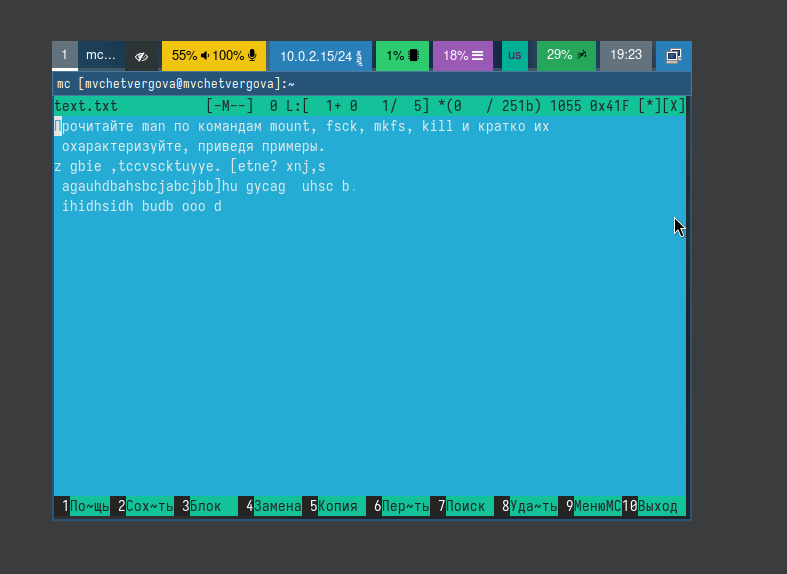 1 mc... 55% 100% 10.0.2.15/24 1% 18% us 29% 19:23
mc [mvchetvergova@mvchetvergova]:~
text.txt [-M--] 0 L:[ 1+ 0 1/ 5] *(0 / 251b) 1055 0x41F [*][X]
Прочитайте man по командам mount, fsck, mkfs, kill и кратко их
охарактеризуйте, приведя примеры.
z gbie ,tccvscktuyye. [etne? xnj,s
agauhdbahsbcjabcjbb]hu gycag uhsc b.
ihidhsidh budb ooo d
1По~щь 2Сох~ть 3Блок 4Замена 5Копия 6Пер~ть 7Поиск 8Уда~ть 9МенюMC 10Выход